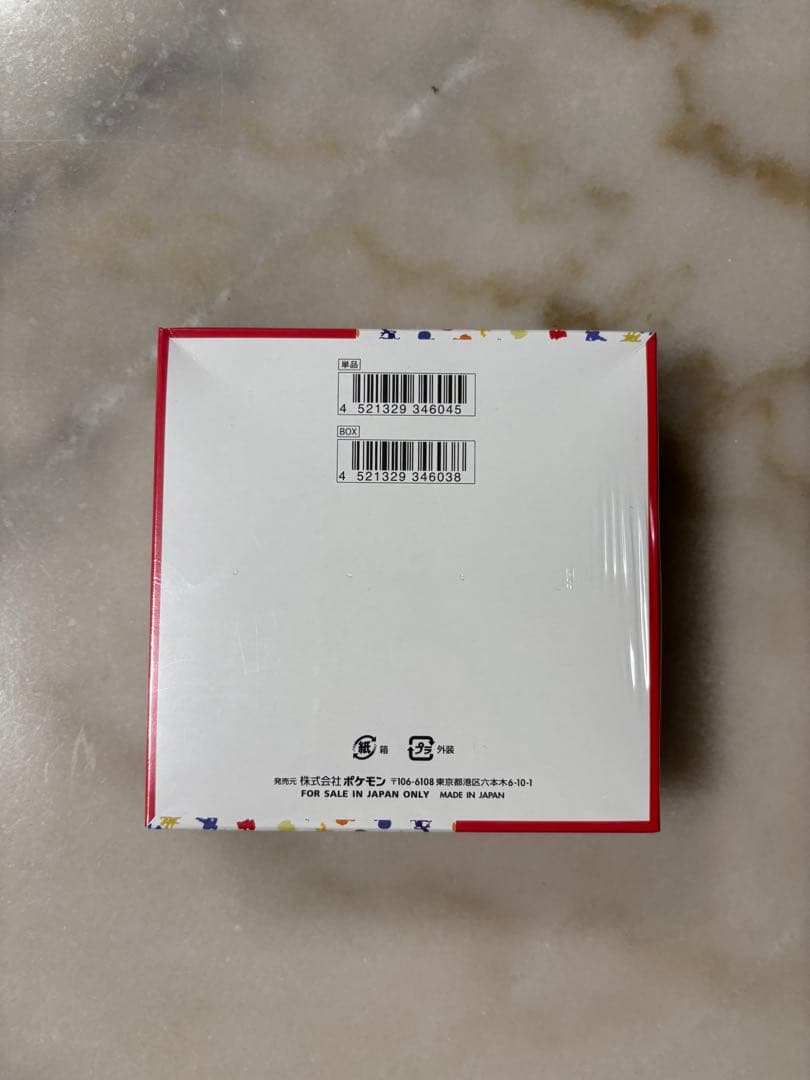 単品
4 521329 346045
BOX
4 521329 346038
紙 箱 プラ 外装
発売元 株式会社 ポケモン 〒106-6108 東京都港区六本木6-10-1
FOR SALE IN JAPAN ONLY MADE IN JAPAN